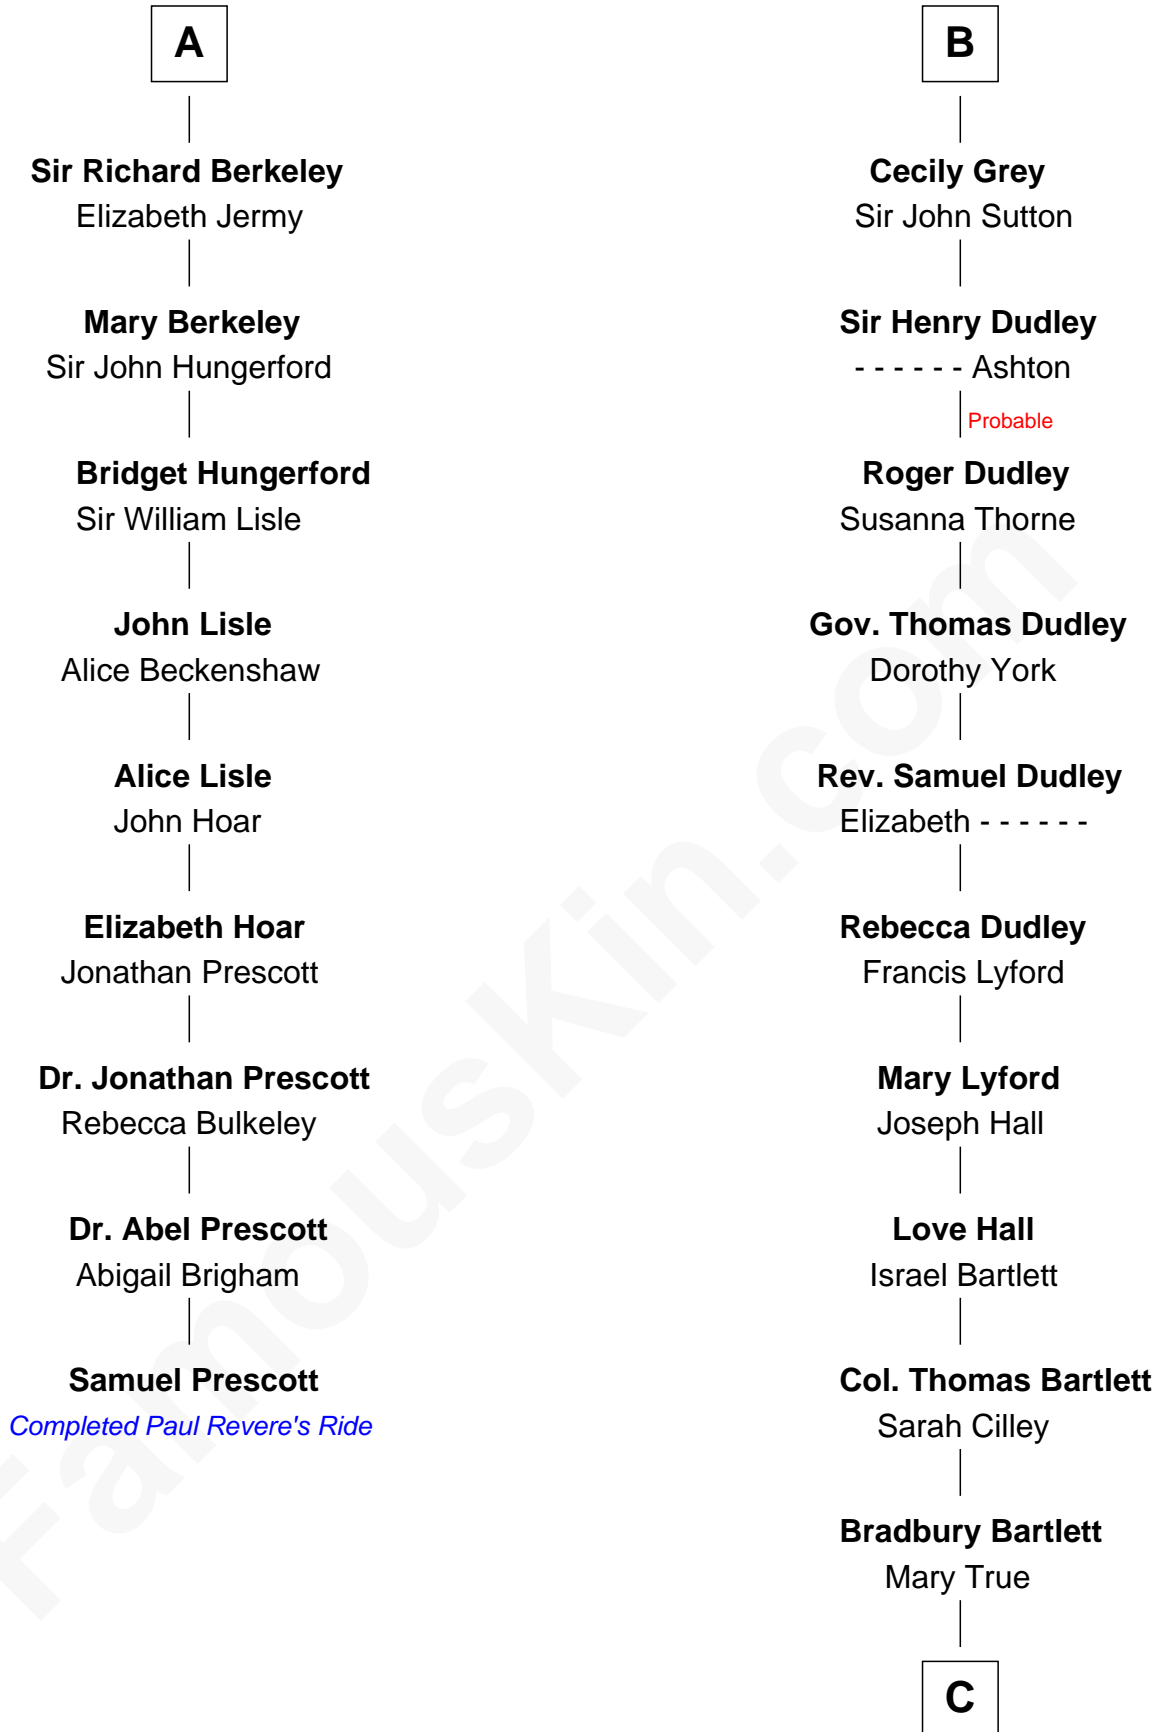 A
Sir Richard Berkeley
Elizabeth Jermy
Mary Berkeley
Sir John Hungerford
Bridget Hungerford
Sir William Lisle
John Lisle
Alice Beckenshaw
Alice Lisle
John Hoar
Elizabeth Hoar
Jonathan Prescott
Dr. Jonathan Prescott
Rebecca Bulkeley
Dr. Abel Prescott
Abigail Brigham
Samuel Prescott
Completed Paul Revere's Ride
B
Cecily Grey
Sir John Sutton
Sir Henry Dudley
- - - - - - Ashton
Probable
Roger Dudley
Susanna Thorne
Gov. Thomas Dudley
Dorothy York
Rev. Samuel Dudley
Elizabeth - - - - - -
Rebecca Dudley
Francis Lyford
Mary Lyford
Joseph Hall
Love Hall
Israel Bartlett
Col. Thomas Bartlett
Sarah Cilley
Bradbury Bartlett
Mary True
C
FamousKin.com